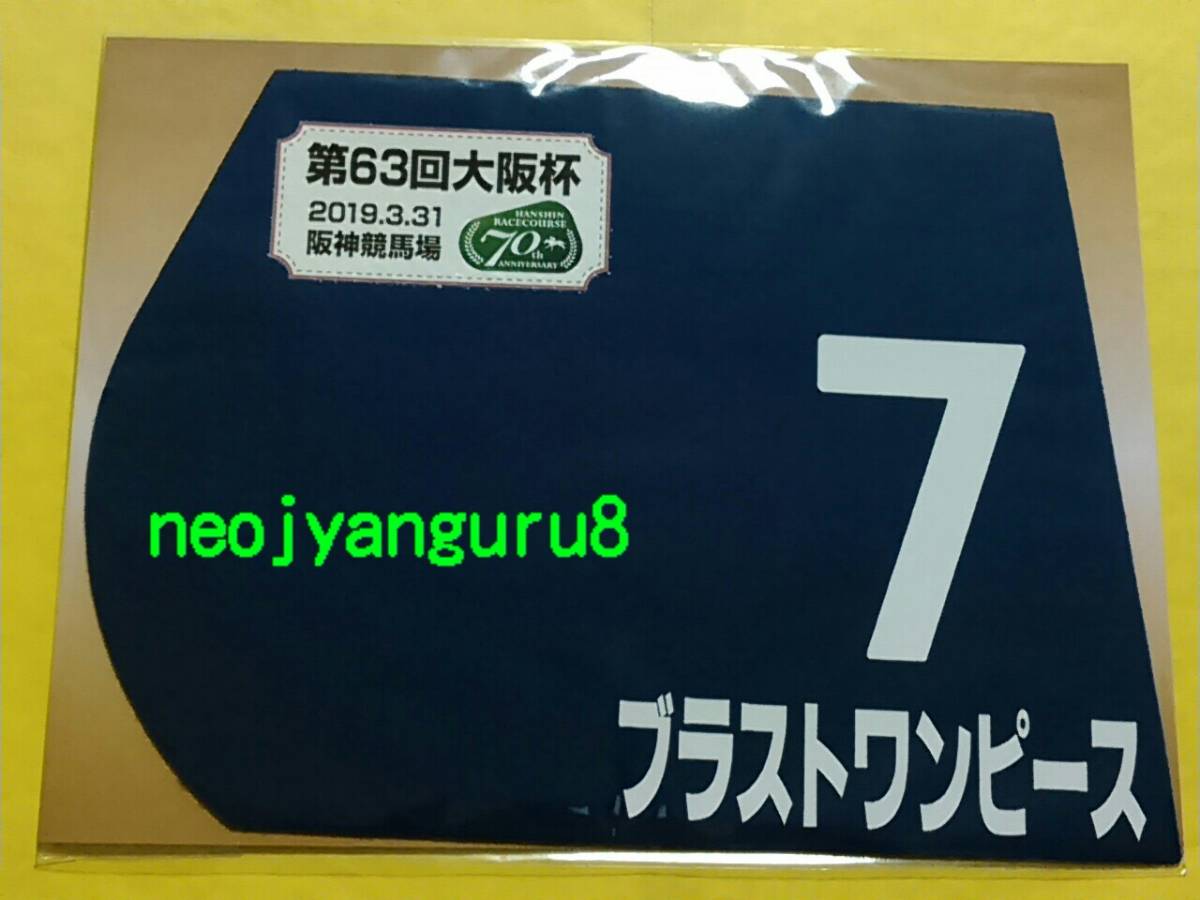 第63回大阪杯
2019.3.31
阪神競馬場
HANSHIN
RACECOURSE
70th
ANNIVERSARY
7
neojyanguru8
ブラストワンピース